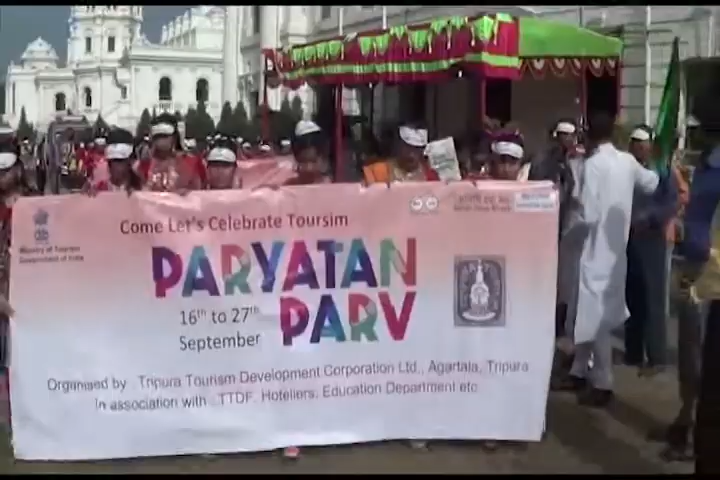 Come Let's Celebrate Toursim
PARYATAN
PARV
16th to 27th
September
Ministry of Tourism
Government of India
Organised by : Tripura Tourism Development Corporation Ltd., Agartala, Tripura
In association with : TTDF, Hoteliers, Education Department etc